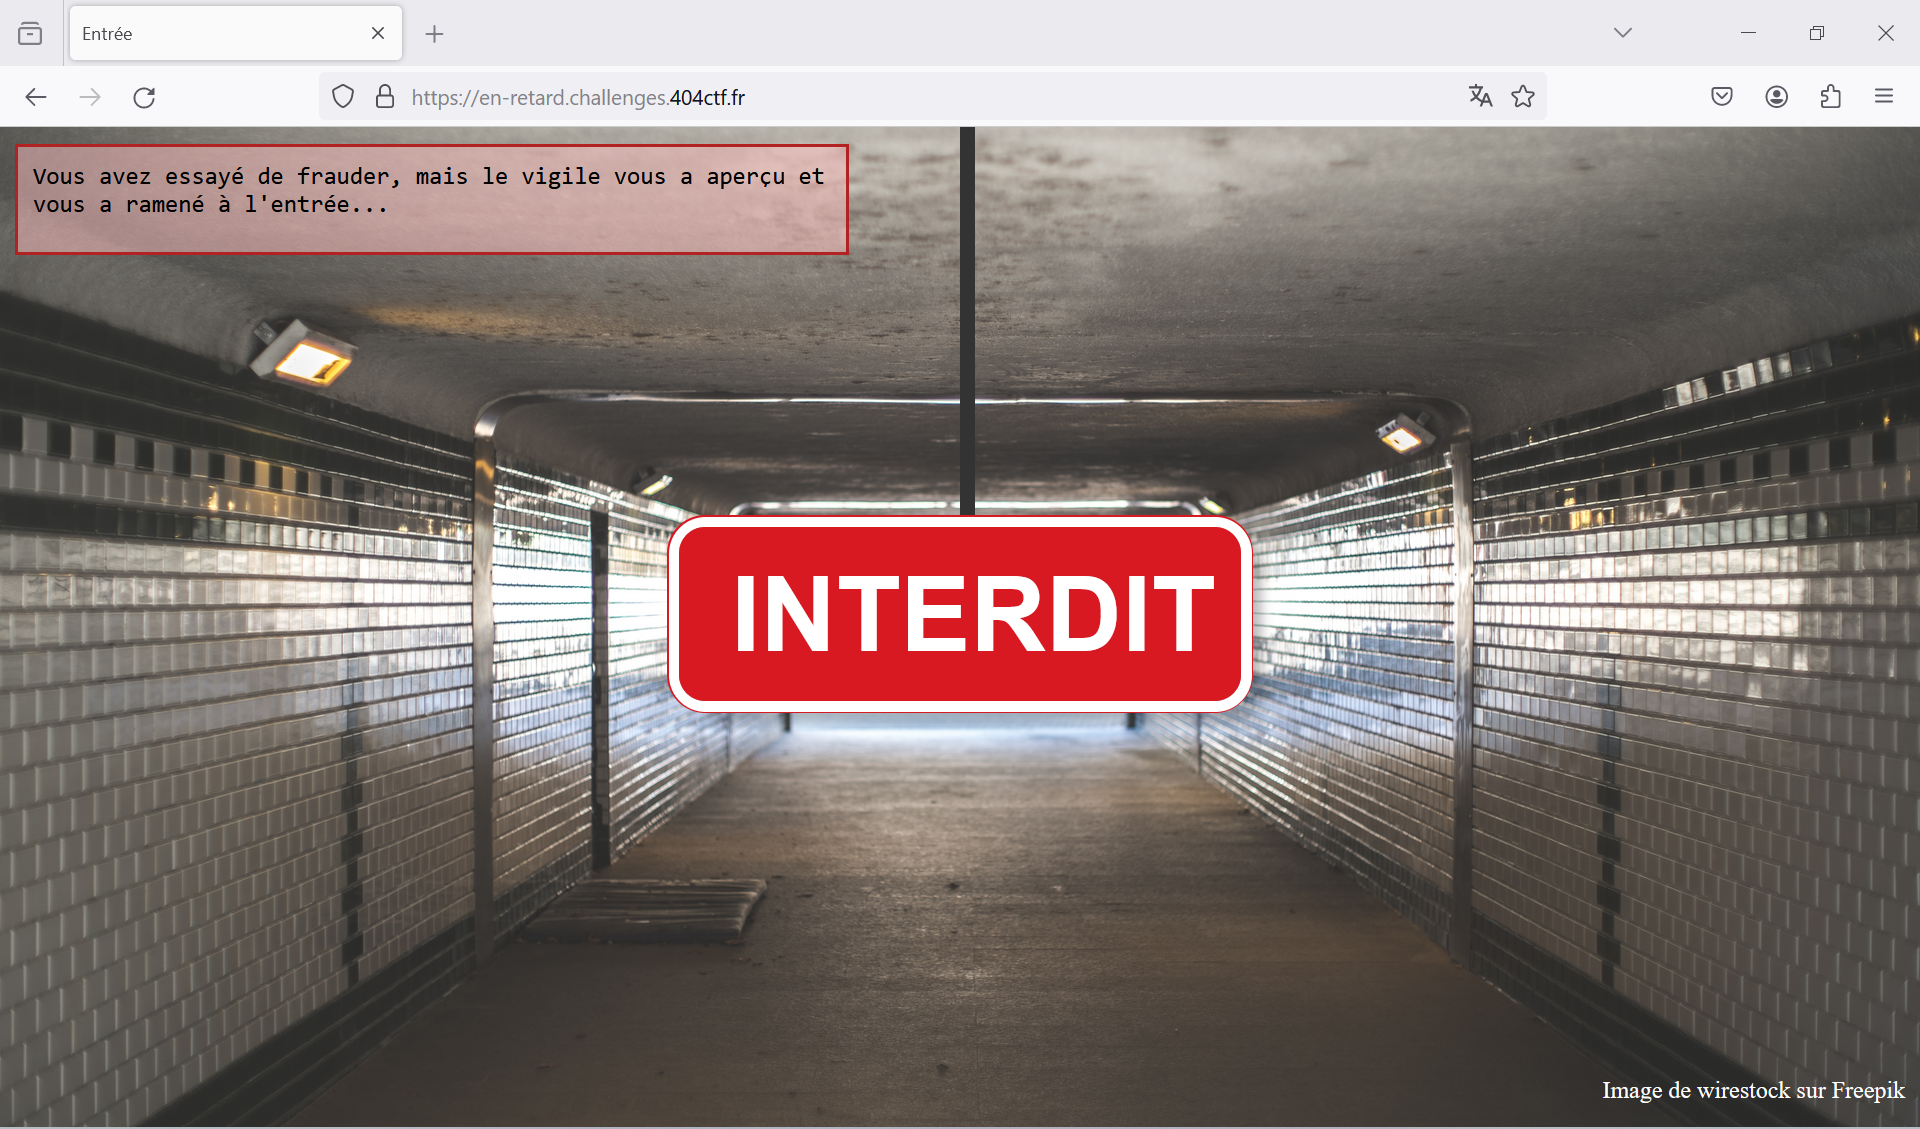 Entrée
https://en-retard.challenges.404ctf.fr
Vous avez essayé de frauder, mais le vigile vous a aperçu et
vous a ramené à l'entrée...
INTERDIT
Image de wirestock sur Freepik